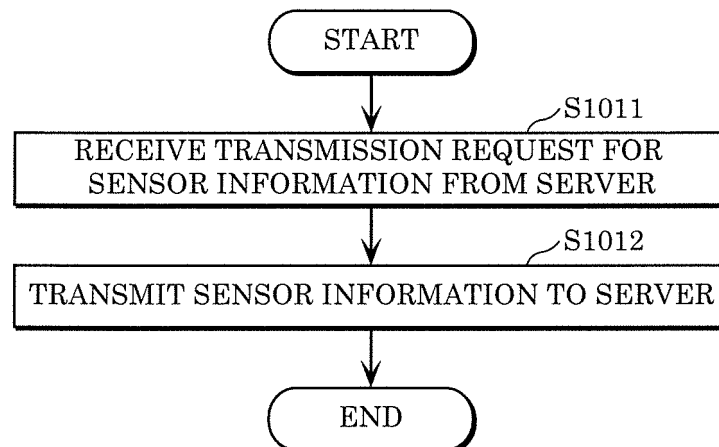 START
S1011
RECEIVE TRANSMISSION REQUEST FOR
SENSOR INFORMATION FROM SERVER
S1012
TRANSMIT SENSOR INFORMATION TO SERVER
END